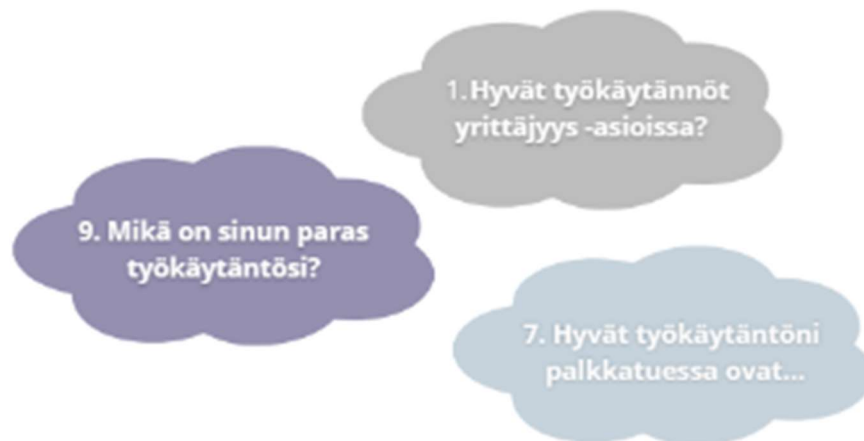 1.Hyvät työkäytännöt
yrittäjyys -asioissa?
9. Mikä on sinun paras
työkäytäntösi?
7. Hyvät työkäytäntöni
palkkatuessa ovat...